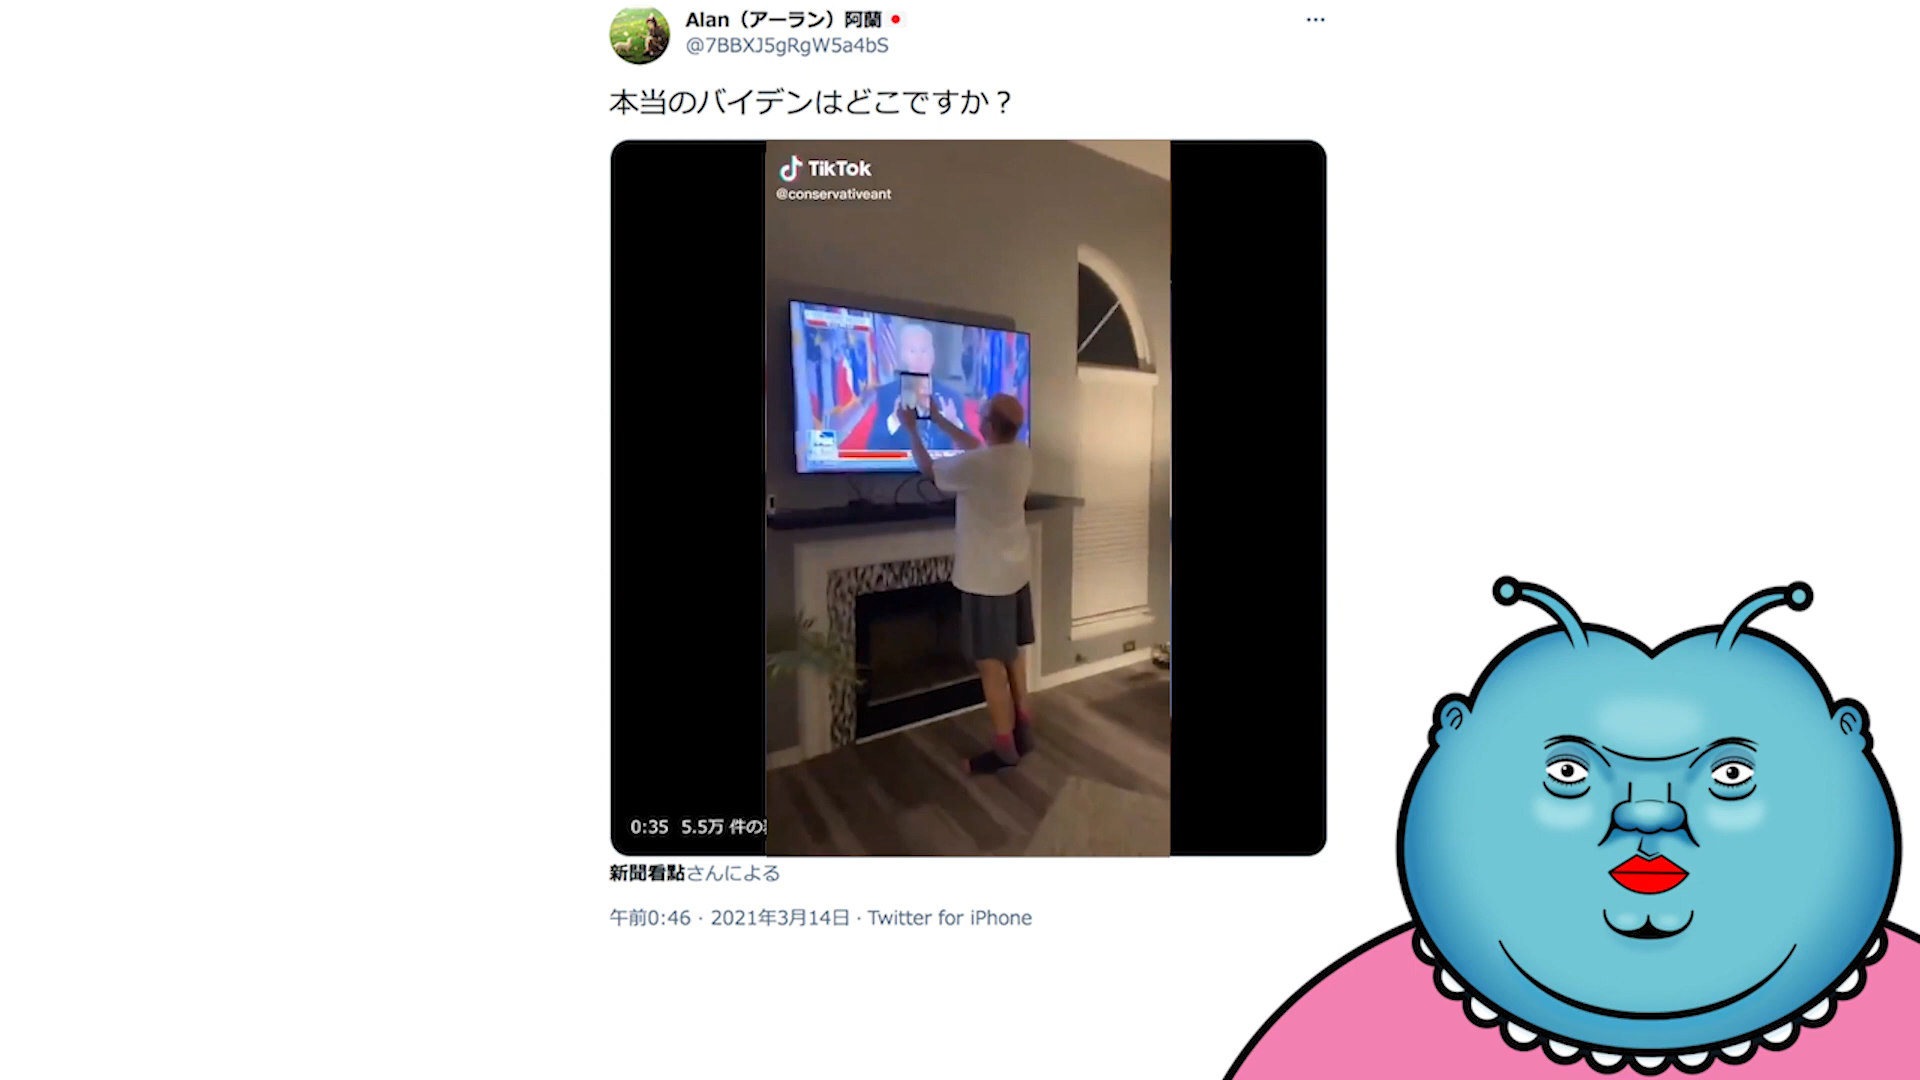 Alan（アーラン）阿蘭
@7BBXJ5gRgW5a4bS
本当のバイデンはどこですか？
TikTok
@conservativeant
0:35 5.5万 件の
新聞看點さんによる
午前0:46 · 2021年3月14日 · Twitter for iPhone